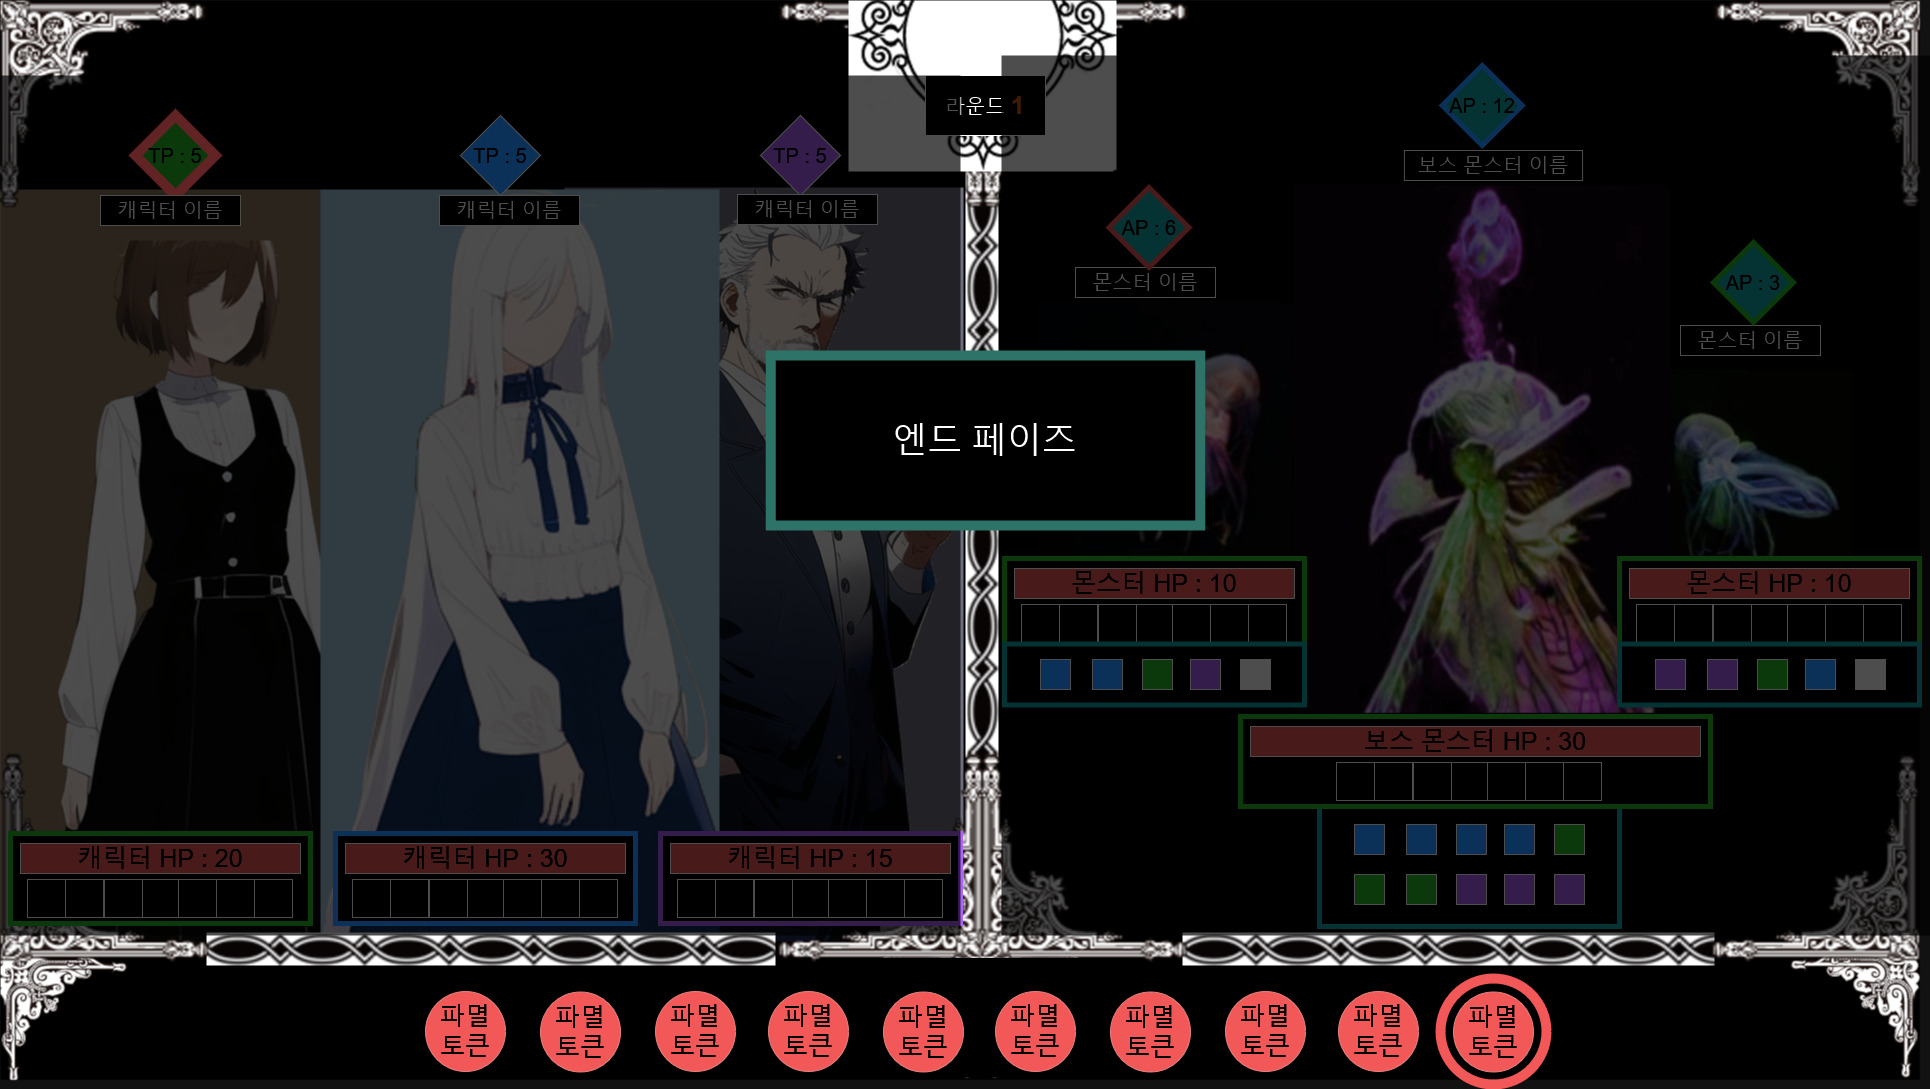 라운드 1
TP : 5
TP : 5
TP : 5
캐릭터 이름
캐릭터 이름
캐릭터 이름
AP : 12
보스 몬스터 이름
AP : 6
몬스터 이름
AP : 3
몬스터 이름
엔드 페이즈
몬스터 HP : 10
몬스터 HP : 10
보스 몬스터 HP : 30
캐릭터 HP : 20
캐릭터 HP : 30
캐릭터 HP : 15
파멸
토큰
파멸
토큰
파멸
토큰
파멸
토큰
파멸
토큰
파멸
토큰
파멸
토큰
파멸
토큰
파멸
토큰
파멸
토큰